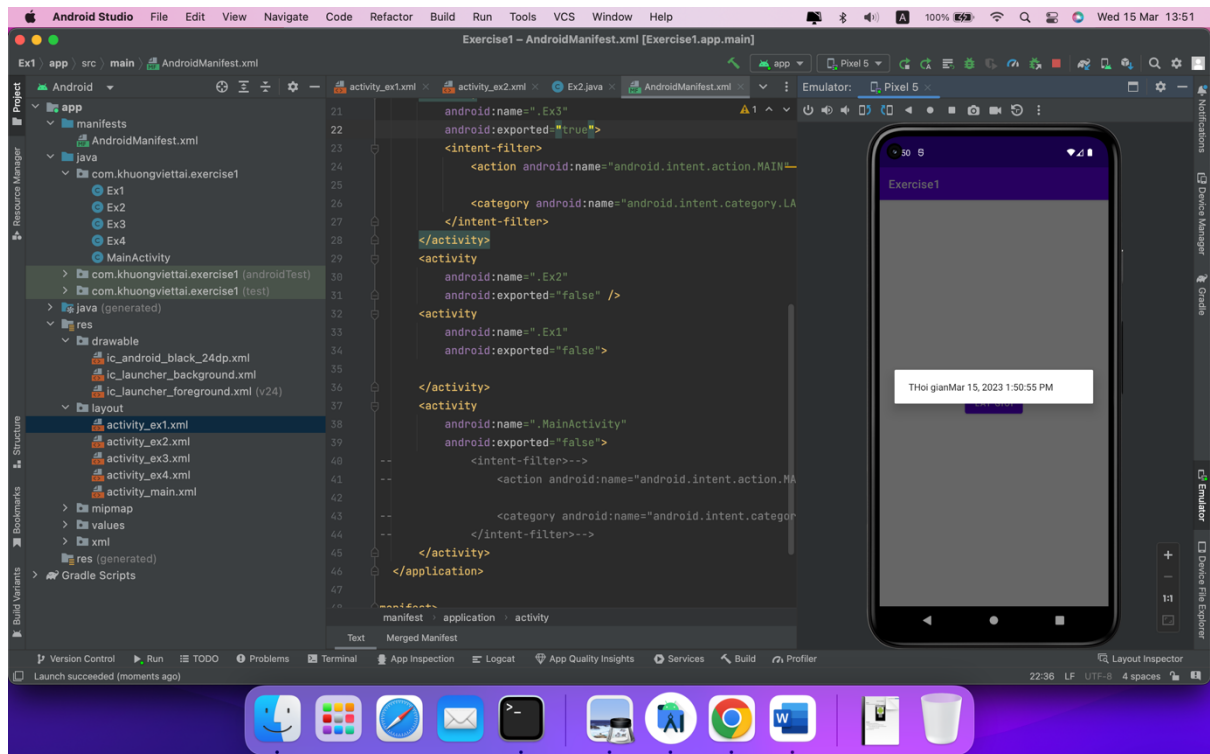 Android Studio File Edit View Navigate Code Refactor Build Run Tools VCS Window Help A 100% Wed 15 Mar 13:51
Exercise1 – AndroidManifest.xml [Exercise1.app.main]
Ex1 app src main AndroidManifest.xml app Pixel 5
Project
Resource Manager
Structure
Bookmarks
Build Variants
Android
app
manifests
AndroidManifest.xml
java
com.khuongviettai.exercise1
Ex1
Ex2
Ex3
Ex4
MainActivity
com.khuongviettai.exercise1 (androidTest)
com.khuongviettai.exercise1 (test)
java (generated)
res
drawable
ic_android_black_24dp.xml
ic_launcher_background.xml
ic_launcher_foreground.xml (v24)
layout
activity_ex1.xml
activity_ex2.xml
activity_ex3.xml
activity_ex4.xml
activity_main.xml
mipmap
values
xml
res (generated)
Gradle Scripts
activity_ex1.xml activity_ex2.xml Ex2.java AndroidManifest.xml
1
21 android:name=".Ex3"
22 android:exported="true">
23 <intent-filter>
24 <action android:name="android.intent.action.MAIN"
25
26 <category android:name="android.intent.category.LA
27 </intent-filter>
28 </activity>
29 <activity
30 android:name=".Ex2"
31 android:exported="false" />
32 <activity
33 android:name=".Ex1"
34 android:exported="false">
35
36 </activity>
37 <activity
38 android:name=".MainActivity"
39 android:exported="false">
40 -- <intent-filter>-->
41 -- <action android:name="android.intent.action.MA
42
43 -- <category android:name="android.intent.categor
44 -- </intent-filter>-->
45 </activity>
46 </application>
47
manifest application activity
Text Merged Manifest
Emulator: Pixel 5
50
Exercise1
THoi gianMar 15, 2023 1:50:55 PM
1:1
Notifications
Device Manager
Gradle
Emulator
Device File Explorer
Version Control Run TODO Problems Terminal App Inspection Logcat App Quality Insights Services Build Profiler Layout Inspector
Launch succeeded (moments ago) 22:36 LF UTF-8 4 spaces
W